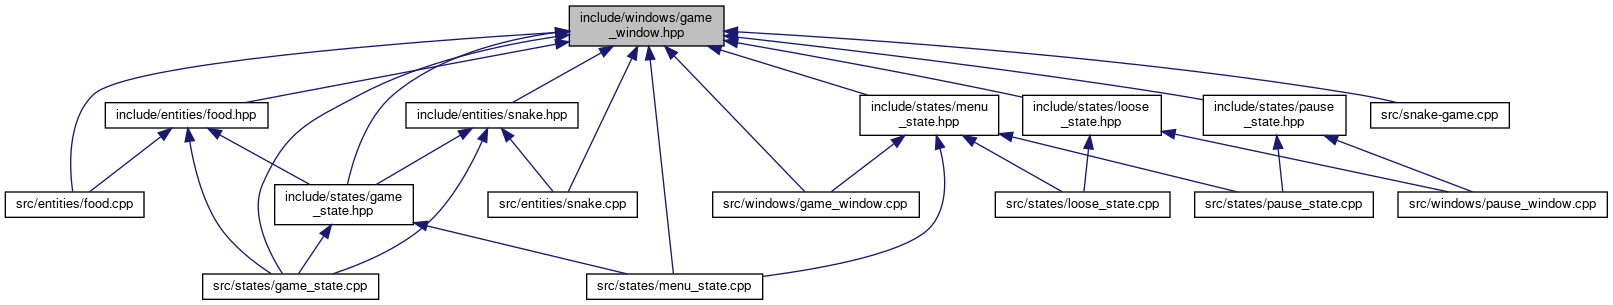 include/windows/game
_window.hpp
include/entities/food.hpp
include/entities/snake.hpp
include/states/menu
_state.hpp
include/states/loose
_state.hpp
include/states/pause
_state.hpp
src/snake-game.cpp
src/entities/food.cpp
include/states/game
_state.hpp
src/entities/snake.cpp
src/windows/game_window.cpp
src/states/loose_state.cpp
src/states/pause_state.cpp
src/windows/pause_window.cpp
src/states/game_state.cpp
src/states/menu_state.cpp